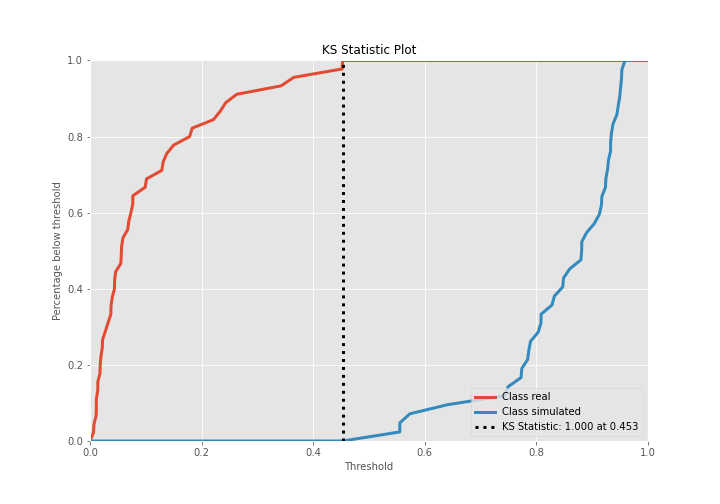 KS Statistic Plot
1.0
0.8
0.6
0.4
0.2
0.0
Percentage below threshold
0.0 0.2 0.4 0.6 0.8 1.0
Threshold
Class real
Class simulated
KS Statistic: 1.000 at 0.453